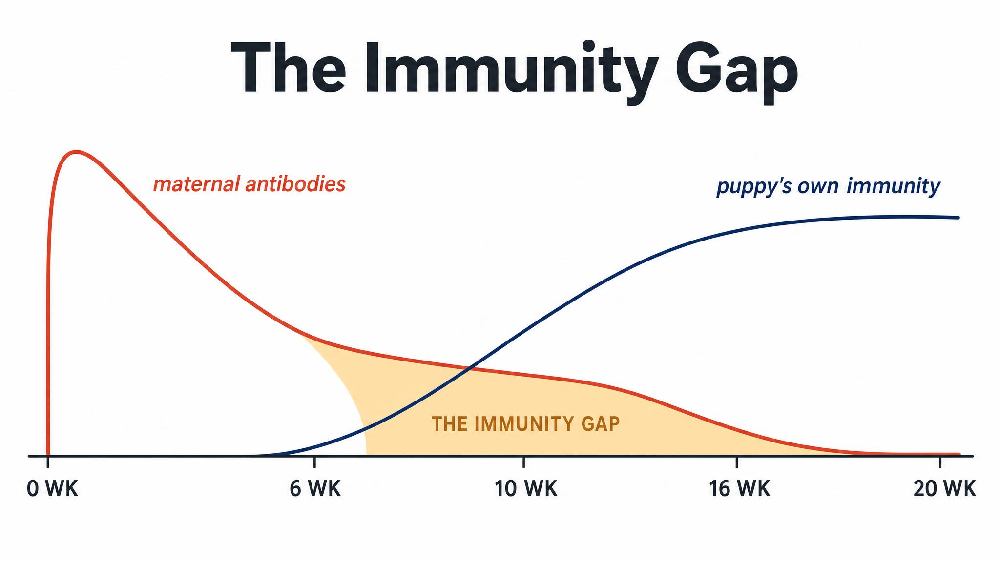 The Immunity Gap
maternal antibodies
puppy's own immunity
THE IMMUNITY GAP
0 WK
6 WK
10 WK
16 WK
20 WK